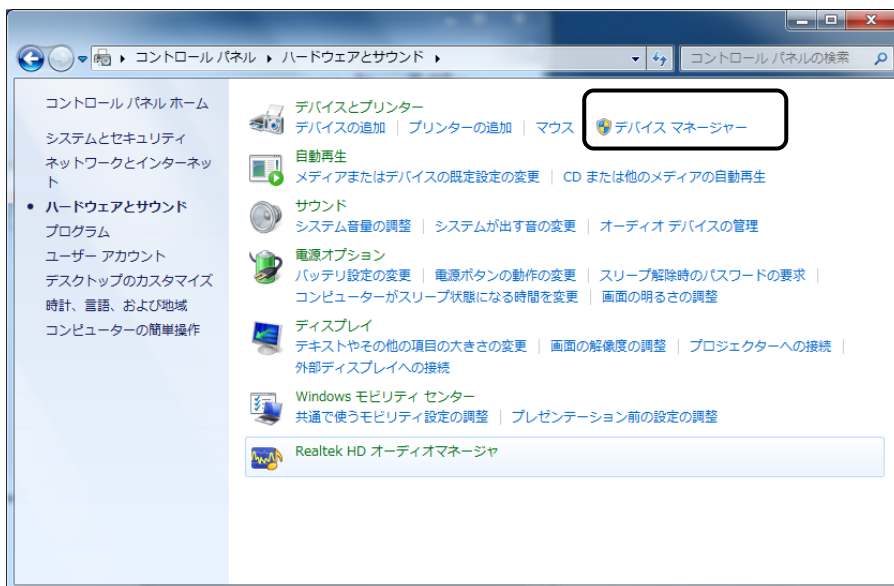 コントロール パネル ▸ ハードウェアとサウンド ▸
コントロール パネルの検索
コントロール パネル ホーム
システムとセキュリティ
ネットワークとインターネッ
ト
ハードウェアとサウンド
プログラム
ユーザー アカウント
デスクトップのカスタマイズ
時計、言語、および地域
コンピューターの簡単操作
デバイスとプリンター
デバイスの追加 | プリンターの追加 | マウス | デバイス マネージャー
自動再生
メディアまたはデバイスの既定設定の変更 | CD または他のメディアの自動再生
サウンド
システム音量の調整 | システムが出す音の変更 | オーディオ デバイスの管理
電源オプション
バッテリ設定の変更 | 電源ボタンの動作の変更 | スリープ解除時のパスワードの要求 |
コンピューターがスリープ状態になる時間を変更 | 画面の明るさの調整
ディスプレイ
テキストやその他の項目の大きさの変更 | 画面の解像度の調整 | プロジェクターへの接続 |
外部ディスプレイへの接続
Windows モビリティ センター
共通で使うモビリティ設定の調整 | プレゼンテーション前の設定の調整
Realtek HD オーディオマネージャ